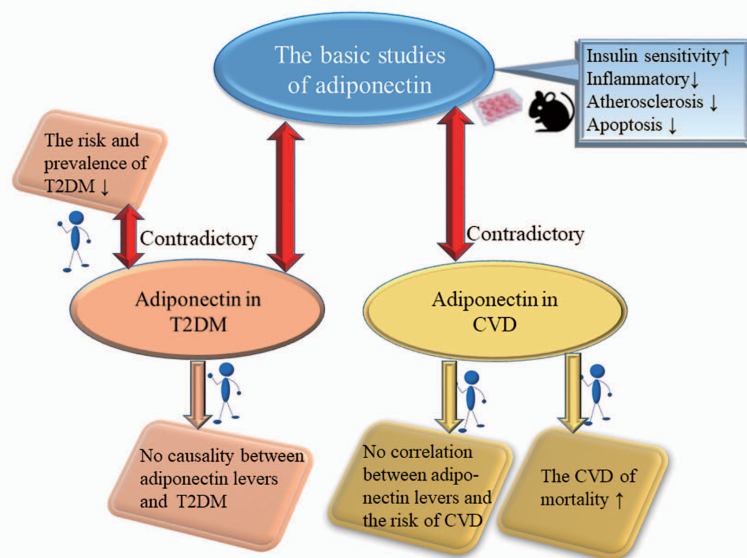 The basic studies
of adiponectin
Insulin sensitivity↑
Inflammatory↓
Atherosclerosis ↓
Apoptosis ↓
The risk and
prevalence of
T2DM ↓
Contradictory
Contradictory
Adiponectin in
T2DM
Adiponectin in
CVD
No causality between
adiponectin levers
and T2DM
No correlation
between adipo-
nectin levers and
the risk of CVD
The CVD of
mortality ↑